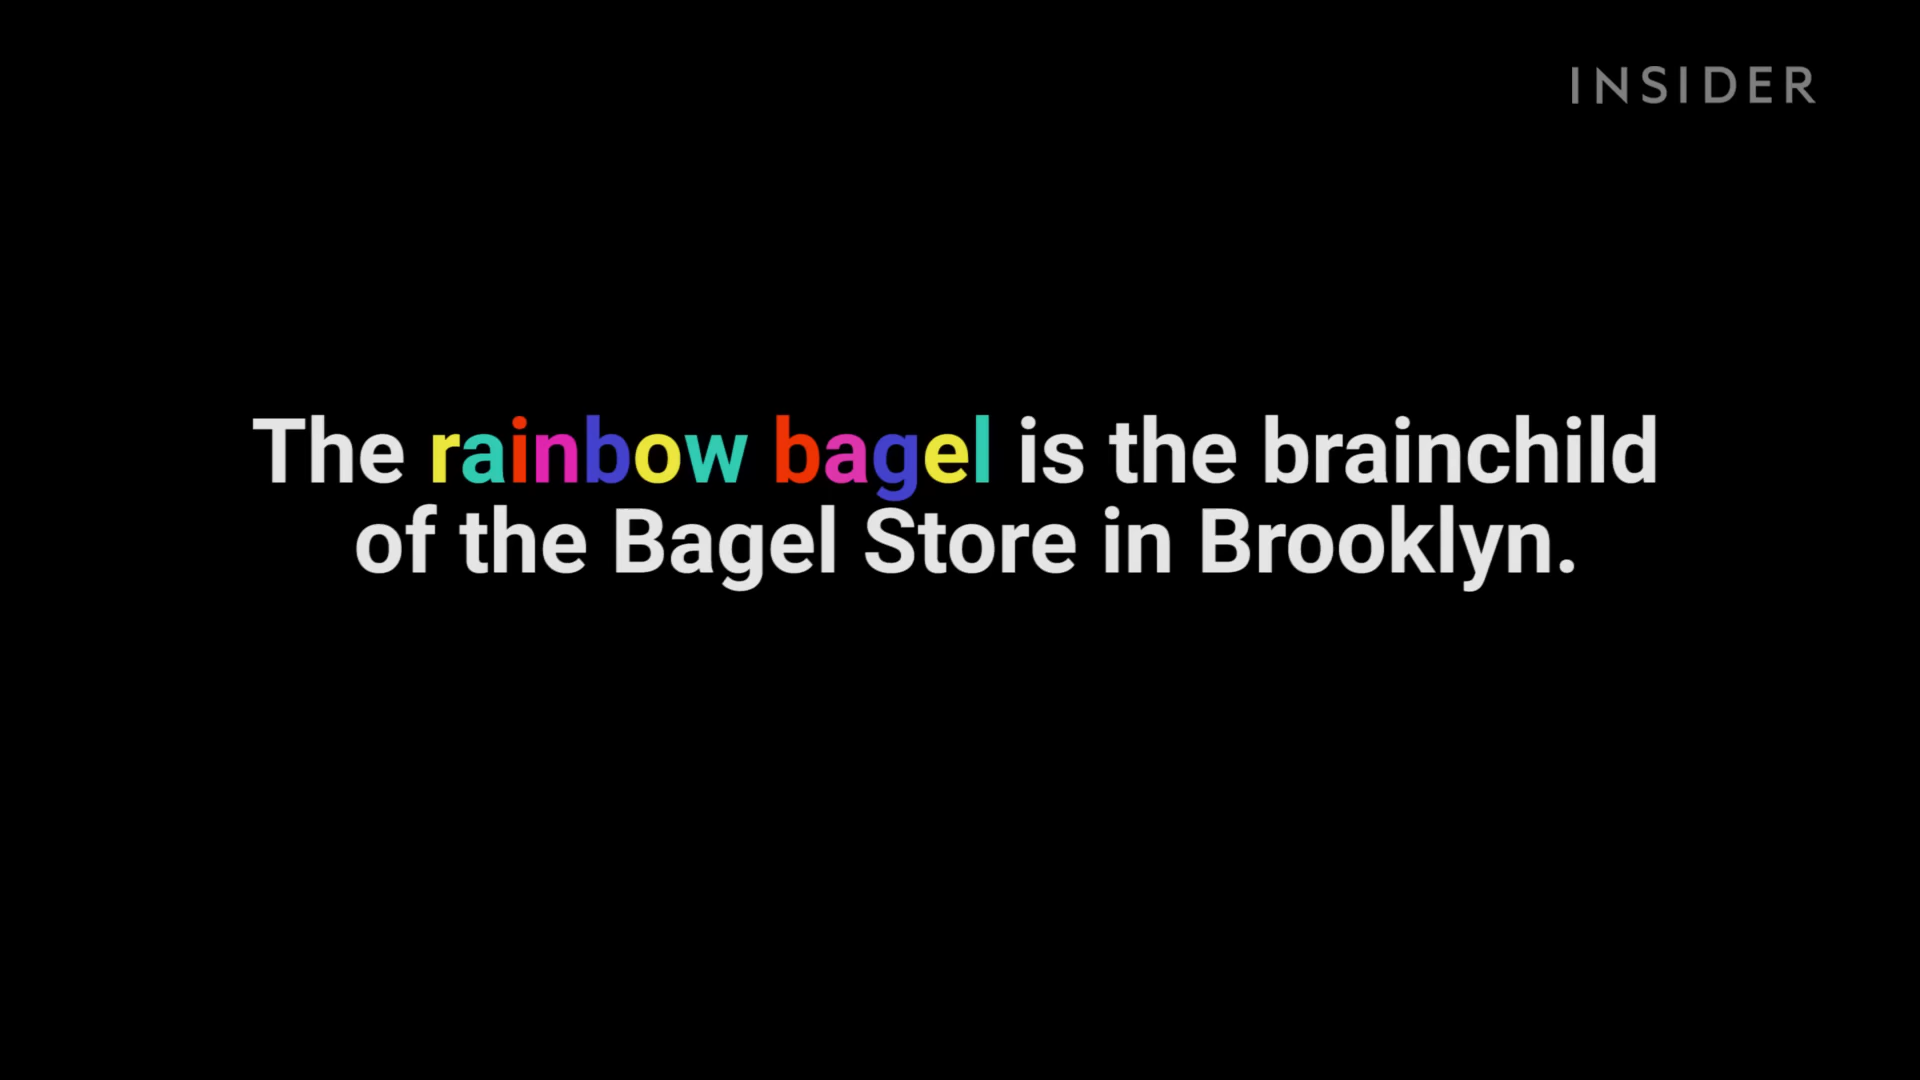 INSIDER
The rainbow bagel is the brainchild
of the Bagel Store in Brooklyn.